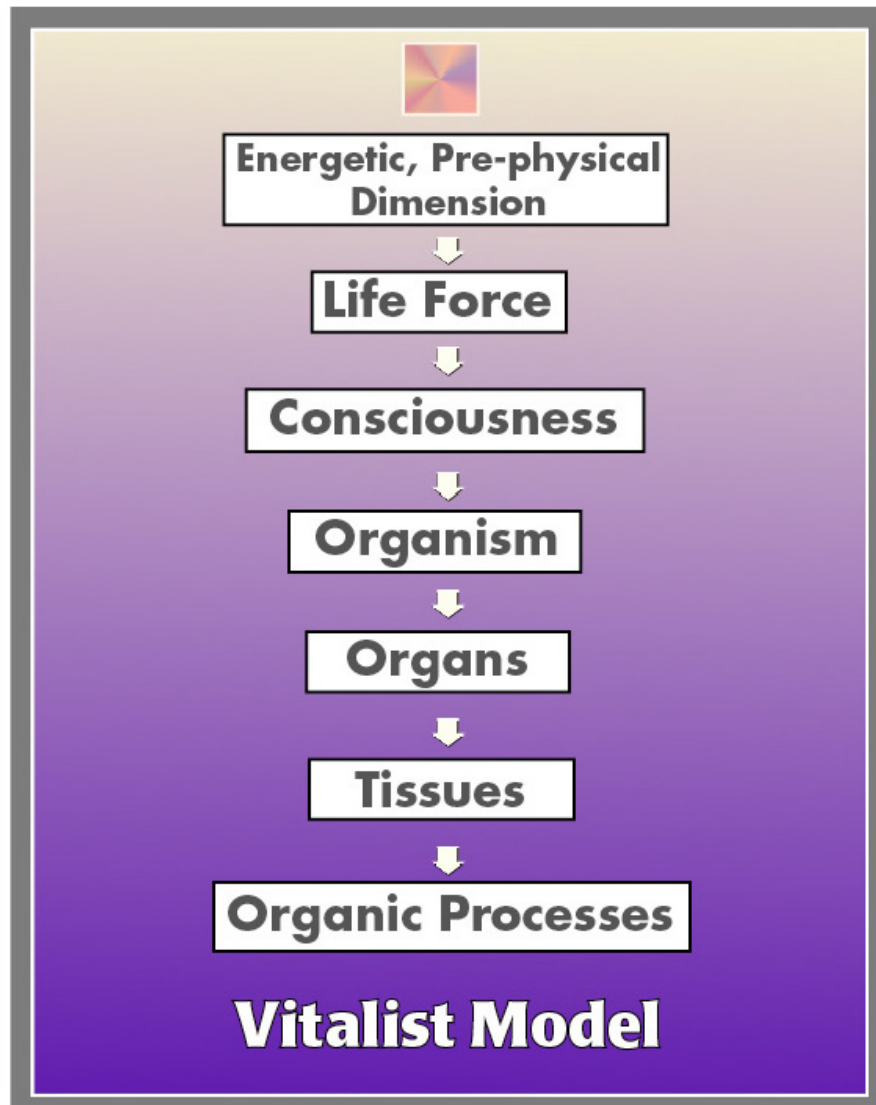 Energetic, Pre-physical
Dimension
Life Force
Consciousness
Organism
Organs
Tissues
Organic Processes
Vitalist Model